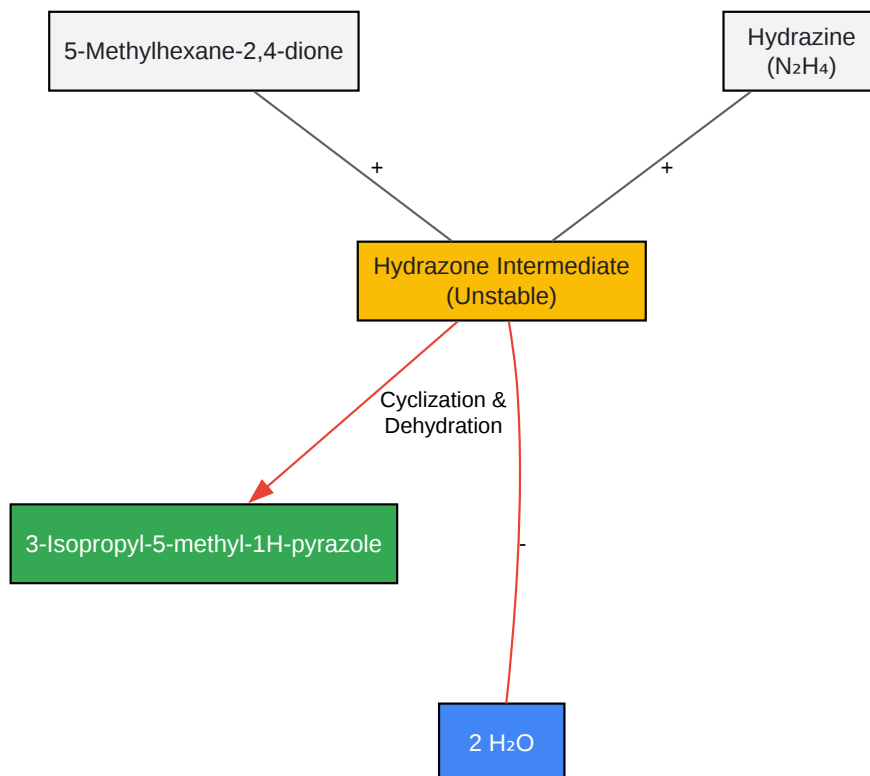 5-Methylhexane-2,4-dione
Hydrazine
(N₂H₄)
+
+
Hydrazone Intermediate
(Unstable)
Cyclization &
Dehydration
3-Isopropyl-5-methyl-1H-pyrazole
-
2 H₂O